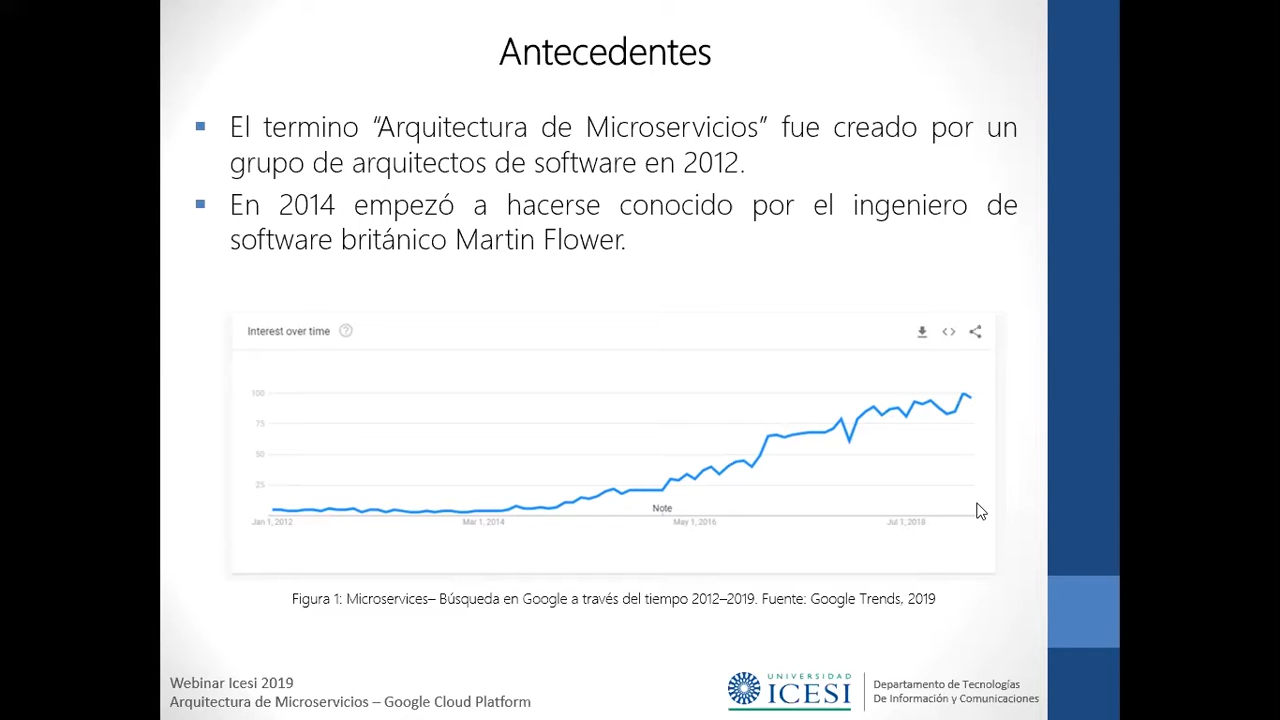 Antecedentes
▪ El termino “Arquitectura de Microservicios” fue creado por un
grupo de arquitectos de software en 2012.
▪ En 2014 empezó a hacerse conocido por el ingeniero de
software británico Martin Flower.
Interest over time ?
100
75
50
25
Note
Jan 1, 2012 Mar 1, 2014 May 1, 2016 Jul 1, 2018
Figura 1: Microservices– Búsqueda en Google a través del tiempo 2012–2019. Fuente: Google Trends, 2019
Webinar Icesi 2019
Arquitectura de Microservicios – Google Cloud Platform
UNIVERSIDAD
ICESI
Departamento de Tecnologías
De Información y Comunicaciones